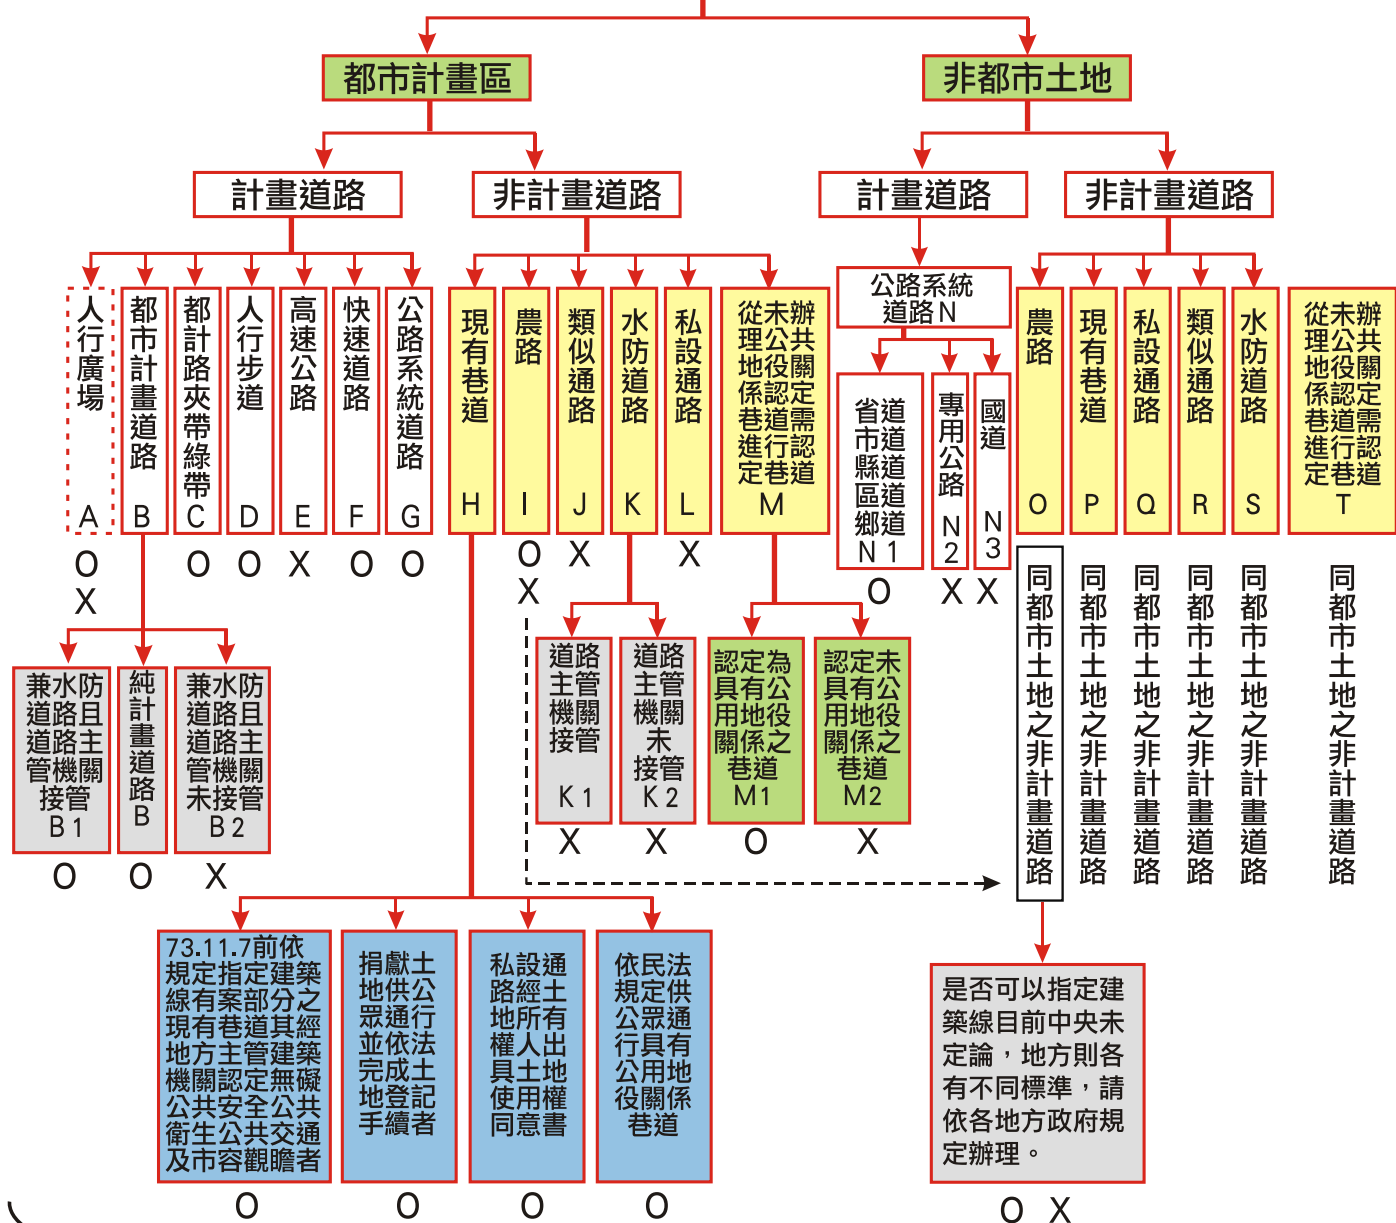 都市計畫區
非都市土地
計畫道路
非計畫道路
計畫道路
非計畫道路
人行廣場 A
都市計畫道路 B
都計路夾帶綠帶 C
人行步道 D
高速公路 E
快速道路 F
公路系統道路 G
現有巷道 H
農路 I
類似通路 J
水防道路 K
私設通路 L
從未辦
理公共
地役關
係認定
巷道需
進行認
定巷道
M
公路系統
道路N
省道
市道
縣道
區道
鄉道
N1
專用公路 N2
國道 N3
農路 O
現有巷道 P
私設通路 Q
類似通路 R
水防道路 S
從未辦
理公共
地役關
係認定
巷道需
進行認
定巷道
T
O
X
O
O
X
O
O
O
X
X
X
O
X
X
兼水防
道路且
道路主
管機關
接管
B1
純計畫道路B
兼水防
道路且
道路主
管機關
未接管
B2
O
O
X
道路
主管
機關
接管
K1
道路
主管
機關
未
接管
K2
認定為
具有公
用地役
關係之
巷道
M1
認定未
具有公
用地役
關係之
巷道
M2
X
X
O
X
同都市土地之非計畫道路
同都市土地之非計畫道路
同都市土地之非計畫道路
同都市土地之非計畫道路
同都市土地之非計畫道路
同都市土地之非計畫道路
73.11.7前依
規定指定建築
線有案部分之
現有巷道其經
地方主管建築
機關認定無礙
公共安全公共
衛生公共交通
及市容觀瞻者
捐獻土
地供公
眾通行
並依法
完成土
地登記
手續者
私設通
路經土
地所有
權人出
具土地
使用權
同意書
依民法
規定供
公眾通
行具有
公用地
役關係
巷道
是否可以指定建
築線目前中央未
定論，地方則各
有不同標準，請
依各地方政府規
定辦理。
O
O
O
O
O X